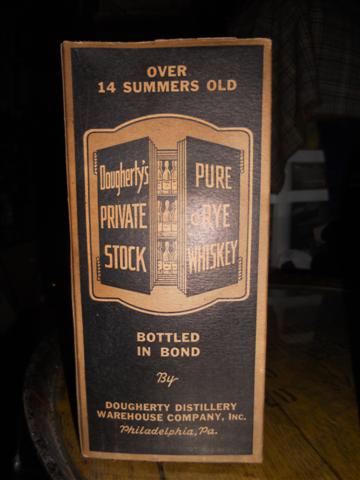 OVER
14 SUMMERS OLD
Dougherty's
PRIVATE
STOCK
PURE
RYE
WHISKEY
BOTTLED
IN BOND
By
DOUGHERTY DISTILLERY
WAREHOUSE COMPANY, Inc.
Philadelphia, Pa.